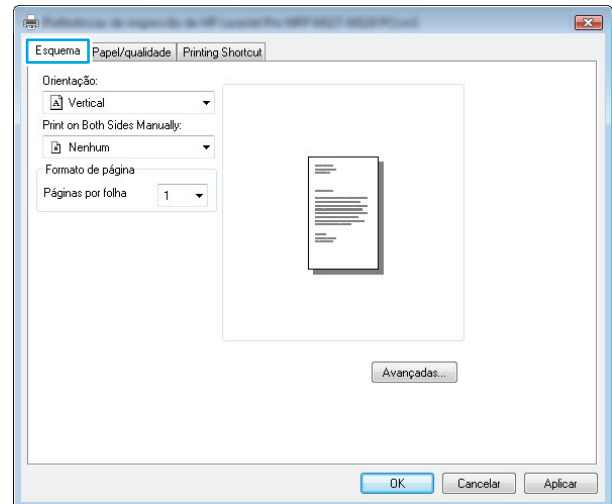 Esquema Papel/qualidade Printing Shortcut
Orientação:
A Vertical
Print on Both Sides Manually:
Nenhum
Formato de página
Páginas por folha 1
Avançadas...
OK Cancelar Aplicar